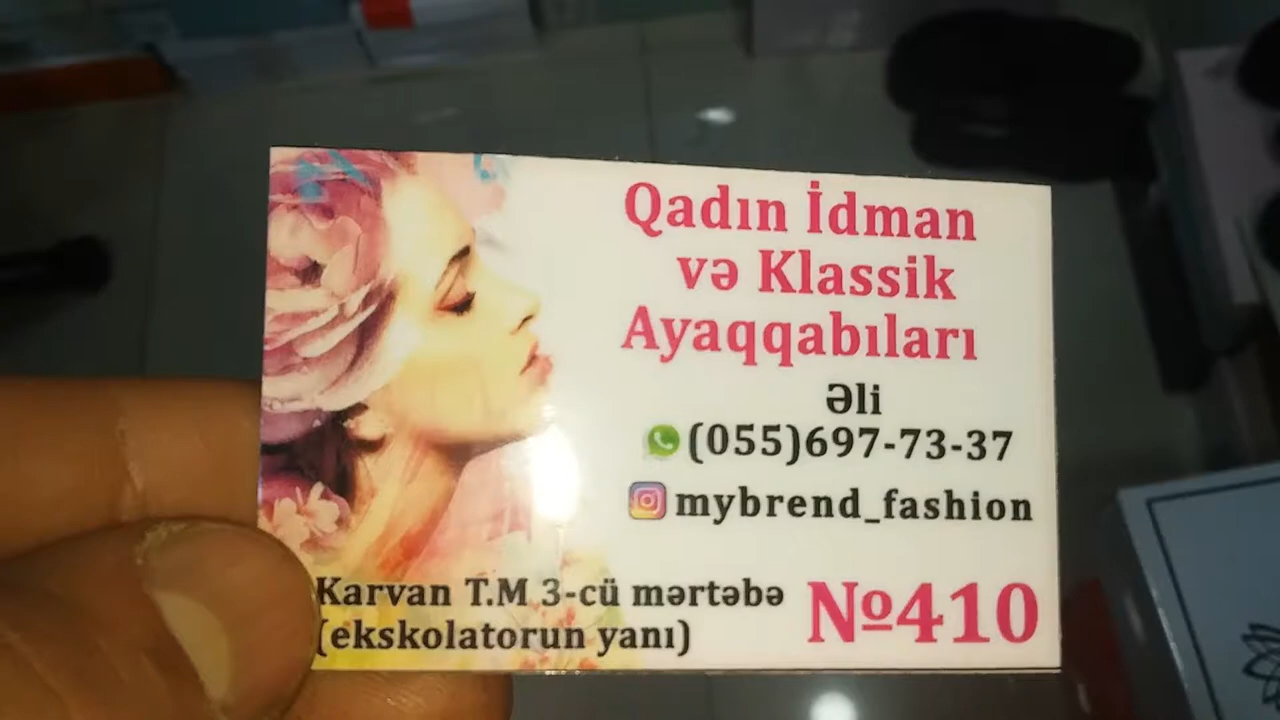 Qadın İdman
və Klassik
Ayaqqabıları
Əli
(055)697-73-37
mybrend_fashion
Karvan T.M 3-cü mərtəbə
(ekskolatorun yanı)
№410